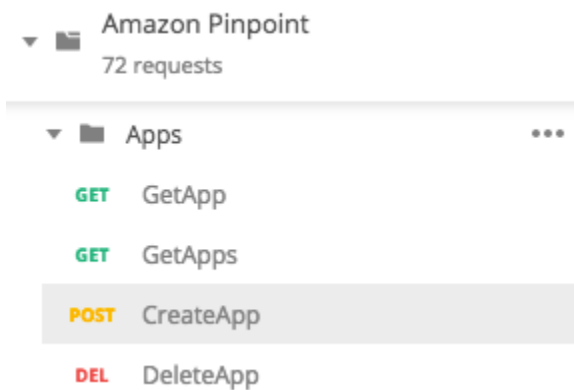 Amazon Pinpoint
72 requests
Apps
GET GetApp
GET GetApps
POST CreateApp
DEL DeleteApp